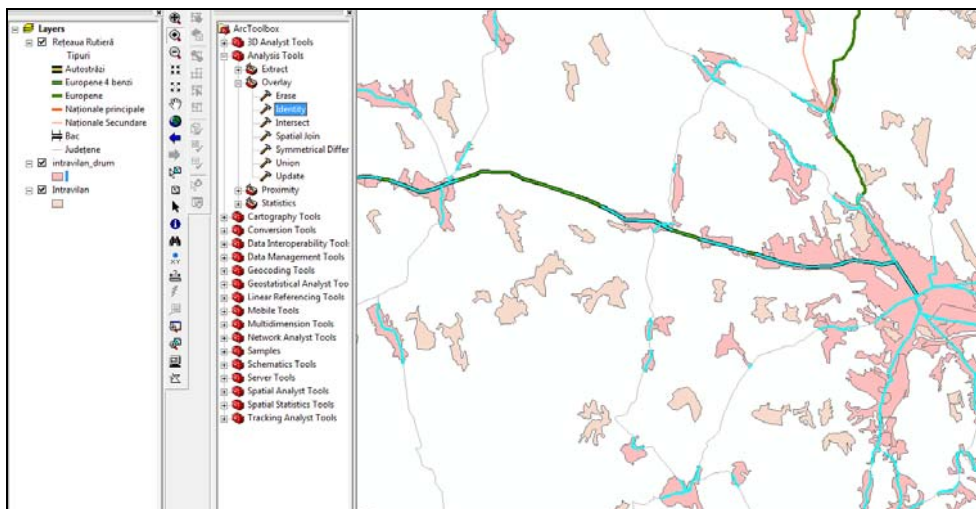 Layers
Rețeaua Rutieră
Tipuri
Autostrăzi
Europene 4 benzi
Europene
Naționale principale
Naționale Secundare
Bac
Județene
intravilan_drum
Intravilan
XY
ArcToolbox
3D Analyst Tools
Analysis Tools
Extract
Overlay
Erase
Identity
Intersect
Spatial Join
Symmetrical Differ
Union
Update
Proximity
Statistics
Cartography Tools
Conversion Tools
Data Interoperability Tools
Data Management Tools
Geocoding Tools
Geostatistical Analyst Too
Linear Referencing Tools
Mobile Tools
Multidimension Tools
Network Analyst Tools
Samples
Schematics Tools
Server Tools
Spatial Analyst Tools
Spatial Statistics Tools
Tracking Analyst Tools